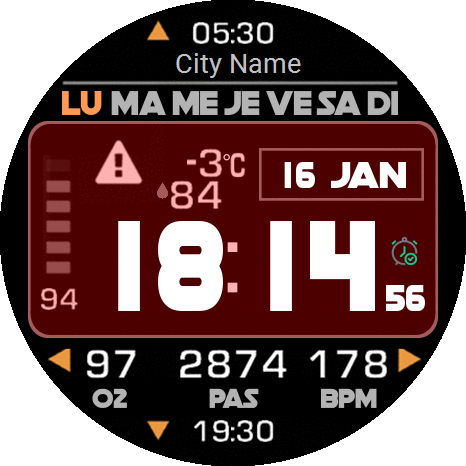 05:30
City Name
LU MA ME JE VE SA DI
-3°C
84
16 JAN
18:14
56
94
97 2874 178
O2 PAS BPM
19:30